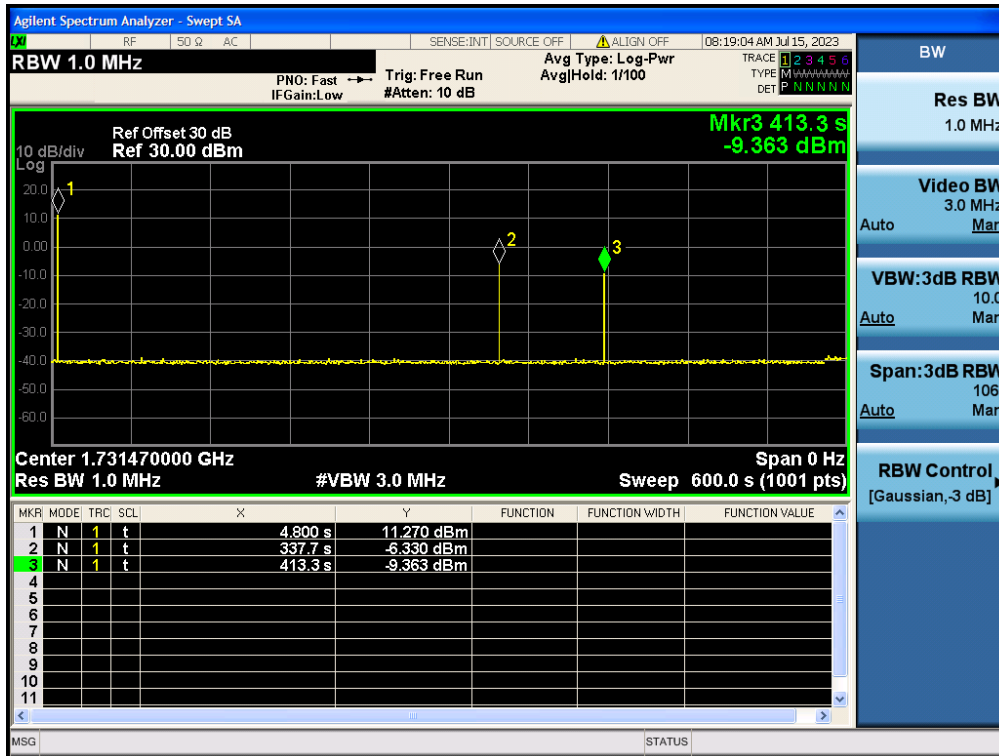 Agilent Spectrum Analyzer - Swept SA
LXI RF 50 Ω AC SENSE:INT SOURCE OFF ALIGN OFF 08:19:04 AM Jul 15, 2023
RBW 1.0 MHz
PNO: Fast
IFGain:Low
Trig: Free Run
#Atten: 10 dB
Avg Type: Log-Pwr
Avg|Hold: 1/100
TRACE 1 2 3 4 5 6
TYPE M
DET P N N N N N
Mkr3 413.3 s
-9.363 dBm
Ref Offset 30 dB
10 dB/div Ref 30.00 dBm
Log
20.0
10.0
0.00
-10.0
-20.0
-30.0
-40.0
-50.0
-60.0
1
2
3
Center 1.731470000 GHz Span 0 Hz
Res BW 1.0 MHz #VBW 3.0 MHz Sweep 600.0 s (1001 pts)
MKR MODE TRC SCL X Y FUNCTION FUNCTION WIDTH FUNCTION VALUE
1 N 1 t 4.800 s 11.270 dBm
2 N 1 t 337.7 s -6.330 dBm
3 N 1 t 413.3 s -9.363 dBm
4
5
6
7
8
9
10
11
MSG STATUS
BW
Res BW
1.0 MHz
Video BW
3.0 MHz
Auto Man
VBW:3dB RBW
10.0
Auto Man
Span:3dB RBW
106
Auto Man
RBW Control
[Gaussian,-3 dB]